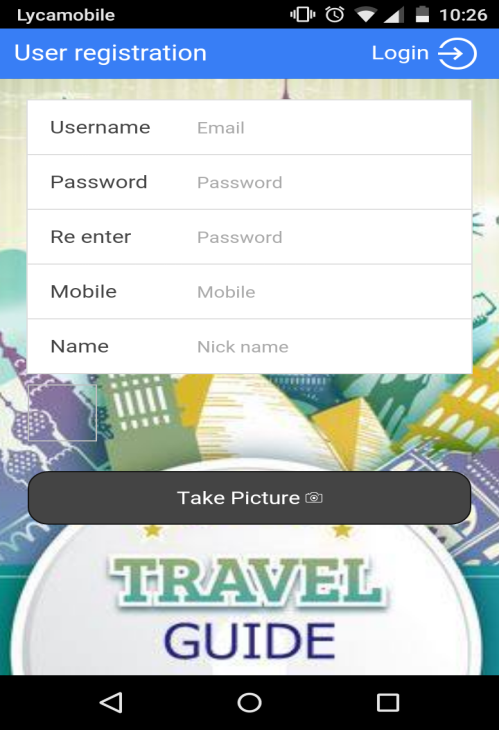 Lycamobile 10:26
User registration Login
Username Email
Password Password
Re enter Password
Mobile Mobile
Name Nick name
Take Picture
TRAVEL
GUIDE